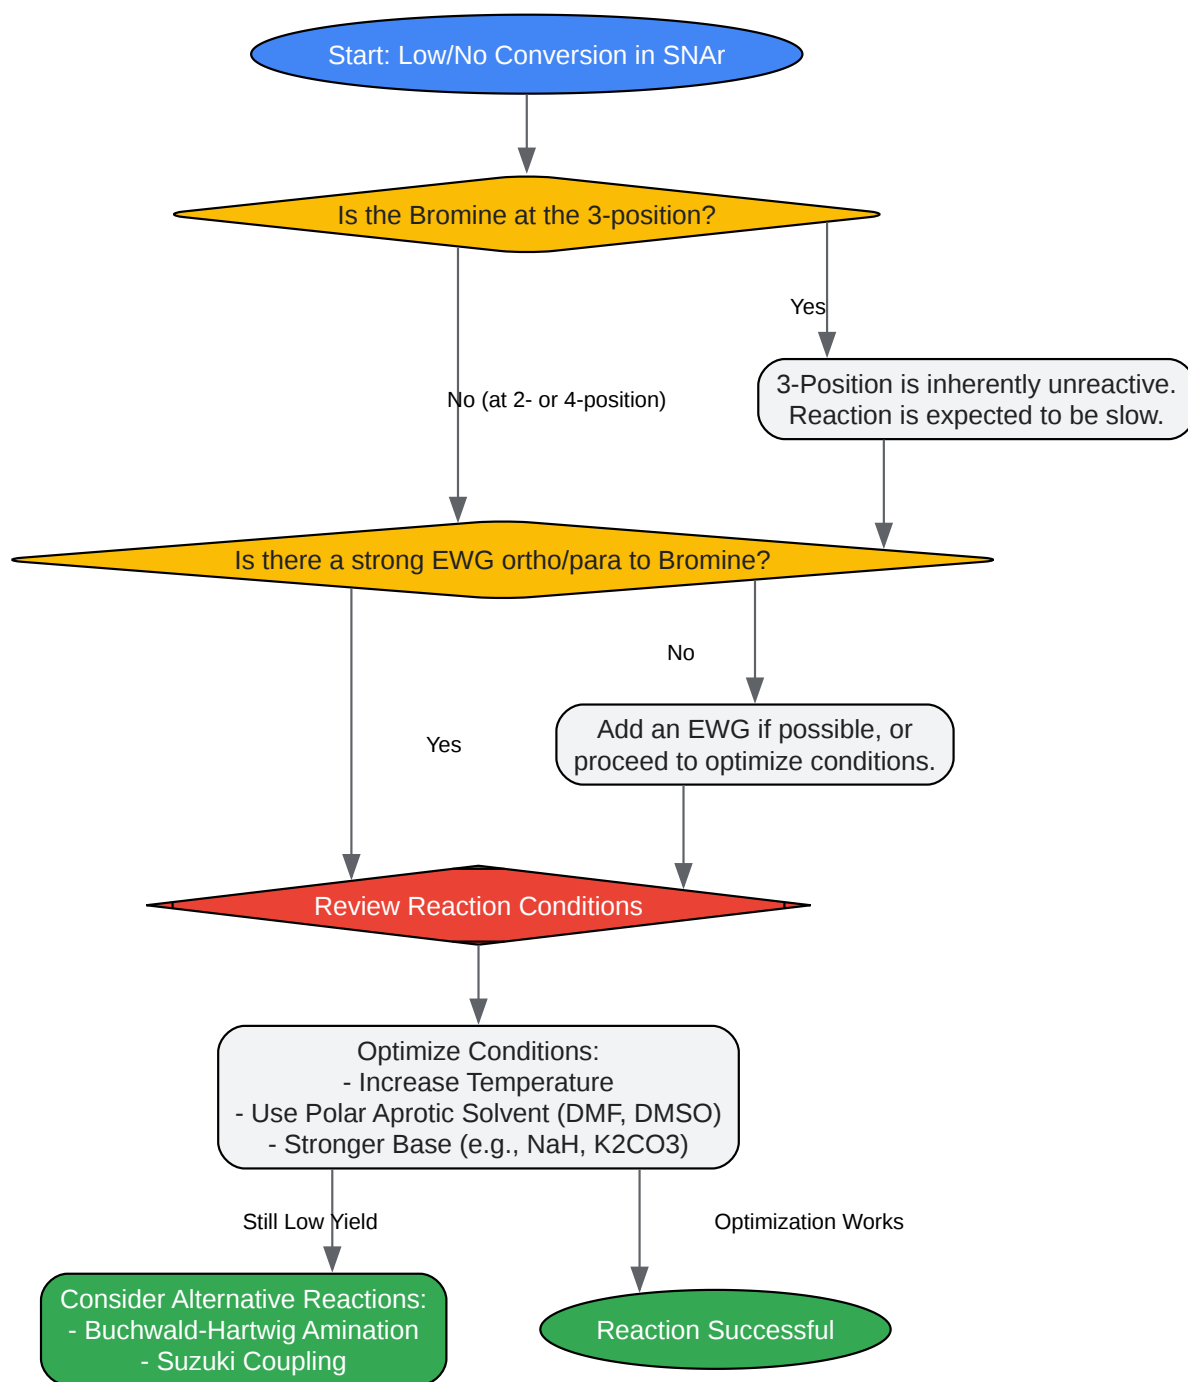 Start: Low/No Conversion in SNAr
Is the Bromine at the 3-position?
Yes
3-Position is inherently unreactive.
Reaction is expected to be slow.
No (at 2- or 4-position)
Is there a strong EWG ortho/para to Bromine?
No
Add an EWG if possible, or
proceed to optimize conditions.
Yes
Review Reaction Conditions
Optimize Conditions:
- Increase Temperature
- Use Polar Aprotic Solvent (DMF, DMSO)
- Stronger Base (e.g., NaH, K2CO3)
Still Low Yield
Optimization Works
Consider Alternative Reactions:
- Buchwald-Hartwig Amination
- Suzuki Coupling
Reaction Successful